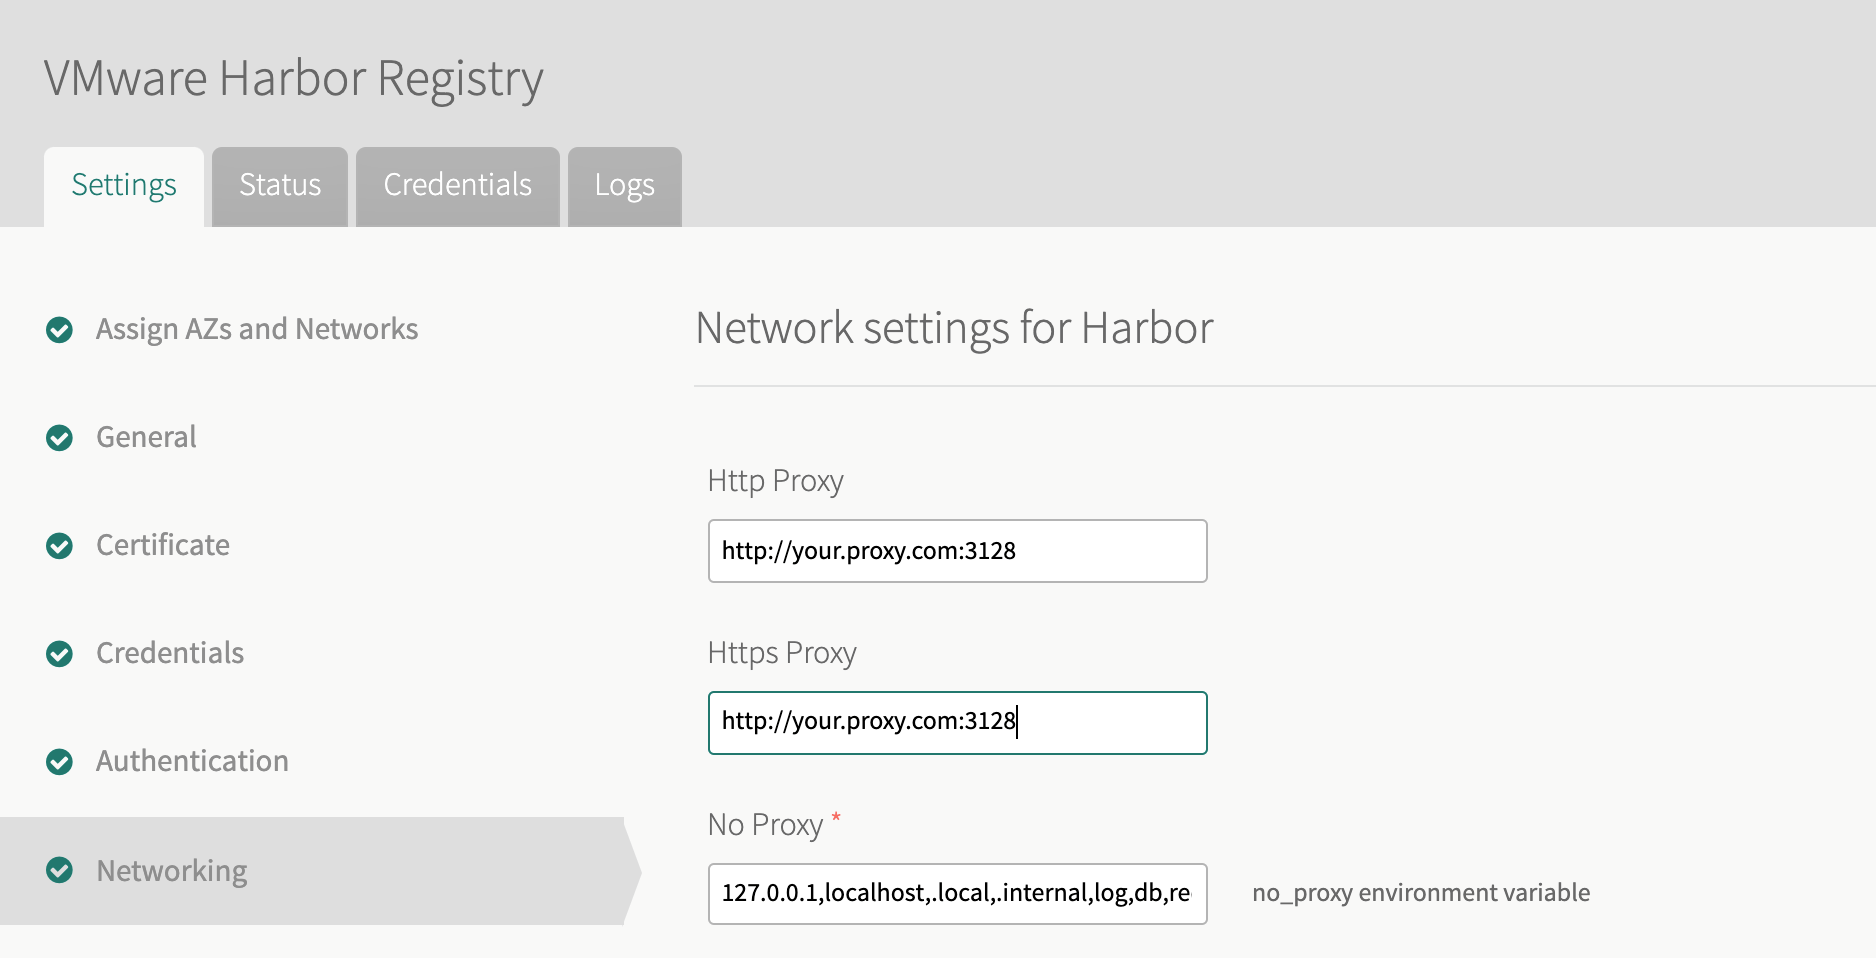 VMware Harbor Registry
Settings
Status
Credentials
Logs
Assign AZs and Networks
General
Certificate
Credentials
Authentication
Networking
Network settings for Harbor
Http Proxy
http://your.proxy.com:3128
Https Proxy
http://your.proxy.com:3128
No Proxy *
127.0.0.1,localhost,.local,.internal,log,db,re
no_proxy environment variable